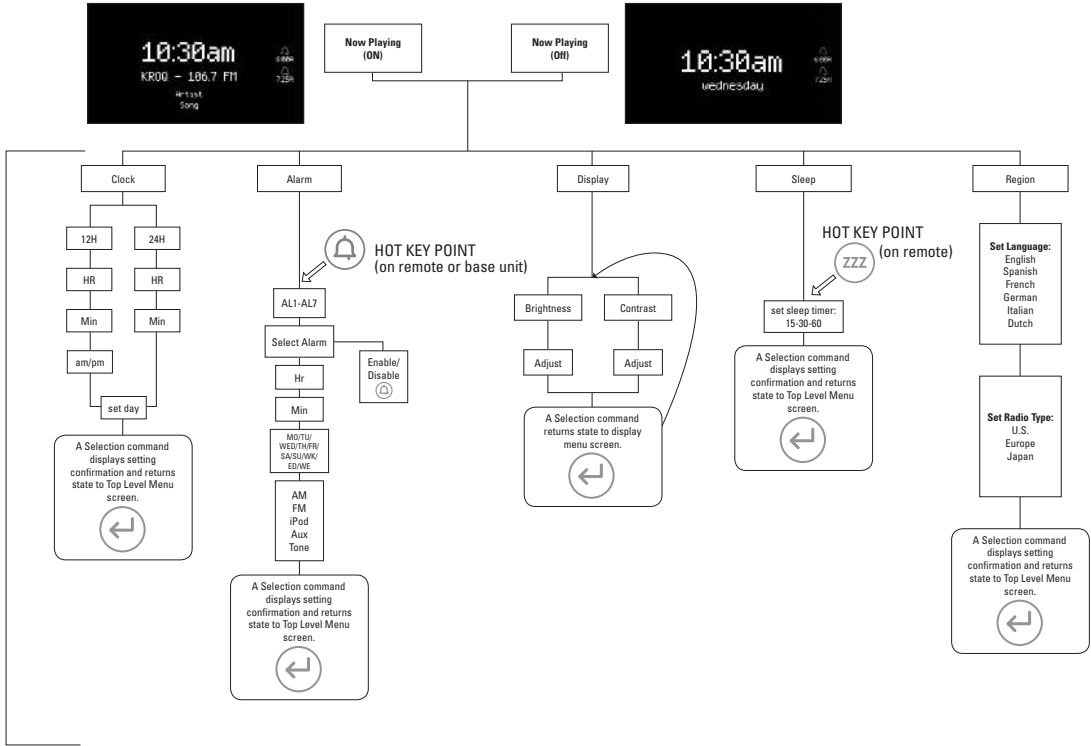 10:30am
KROQ - 106.7 FM
Artist
Song
6:00A
7:25A
Now Playing
(ON)
Now Playing
(Off)
10:30am
wednesday
6:00A
7:25A
Clock
Alarm
Display
Sleep
Region
12H
24H
HR
HR
Min
Min
am/pm
set day
A Selection command
displays setting
confirmation and returns
state to Top Level Menu
screen.
HOT KEY POINT
(on remote or base unit)
AL1-AL7
Select Alarm
Enable/
Disable
Hr
Min
MO/TU/
WED/TH/FR/
SA/SU/WK/
ED/WE
AM
FM
iPod
Aux
Tone
A Selection command
displays setting
confirmation and returns
state to Top Level Menu
screen.
Brightness
Contrast
Adjust
Adjust
A Selection command
returns state to display
menu screen.
HOT KEY POINT
(on remote)
ZZZ
set sleep timer:
15-30-60
A Selection command
displays setting
confirmation and returns
state to Top Level Menu
screen.
Set Language:
English
Spanish
French
German
Italian
Dutch
Set Radio Type:
U.S.
Europe
Japan
A Selection command
displays setting
confirmation and returns
state to Top Level Menu
screen.